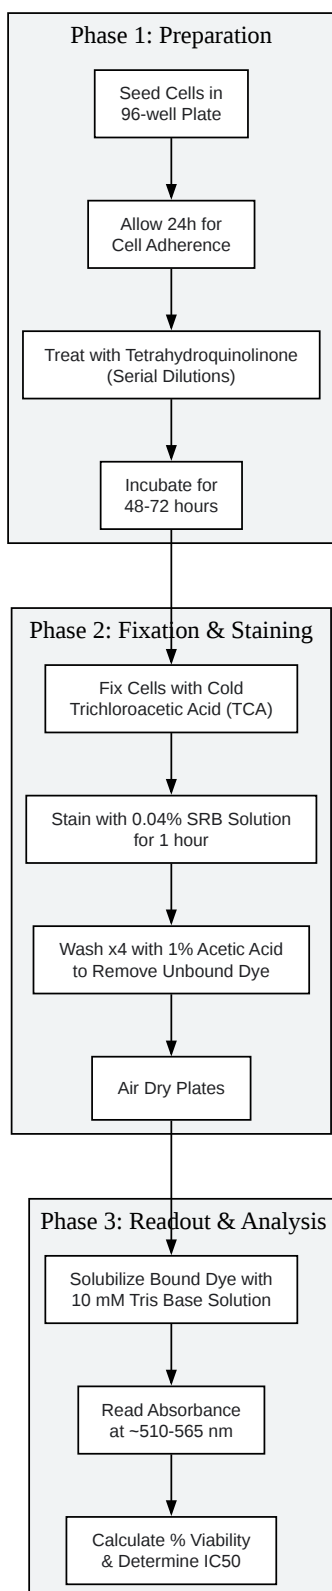 Phase 1: Preparation
Seed Cells in
96-well Plate
Allow 24h for
Cell Adherence
Treat with Tetrahydroquinolinone
(Serial Dilutions)
Incubate for
48-72 hours
Phase 2: Fixation & Staining
Fix Cells with Cold
Trichloroacetic Acid (TCA)
Stain with 0.04% SRB Solution
for 1 hour
Wash x4 with 1% Acetic Acid
to Remove Unbound Dye
Air Dry Plates
Phase 3: Readout & Analysis
Solubilize Bound Dye with
10 mM Tris Base Solution
Read Absorbance
at ~510-565 nm
Calculate % Viability
& Determine IC50